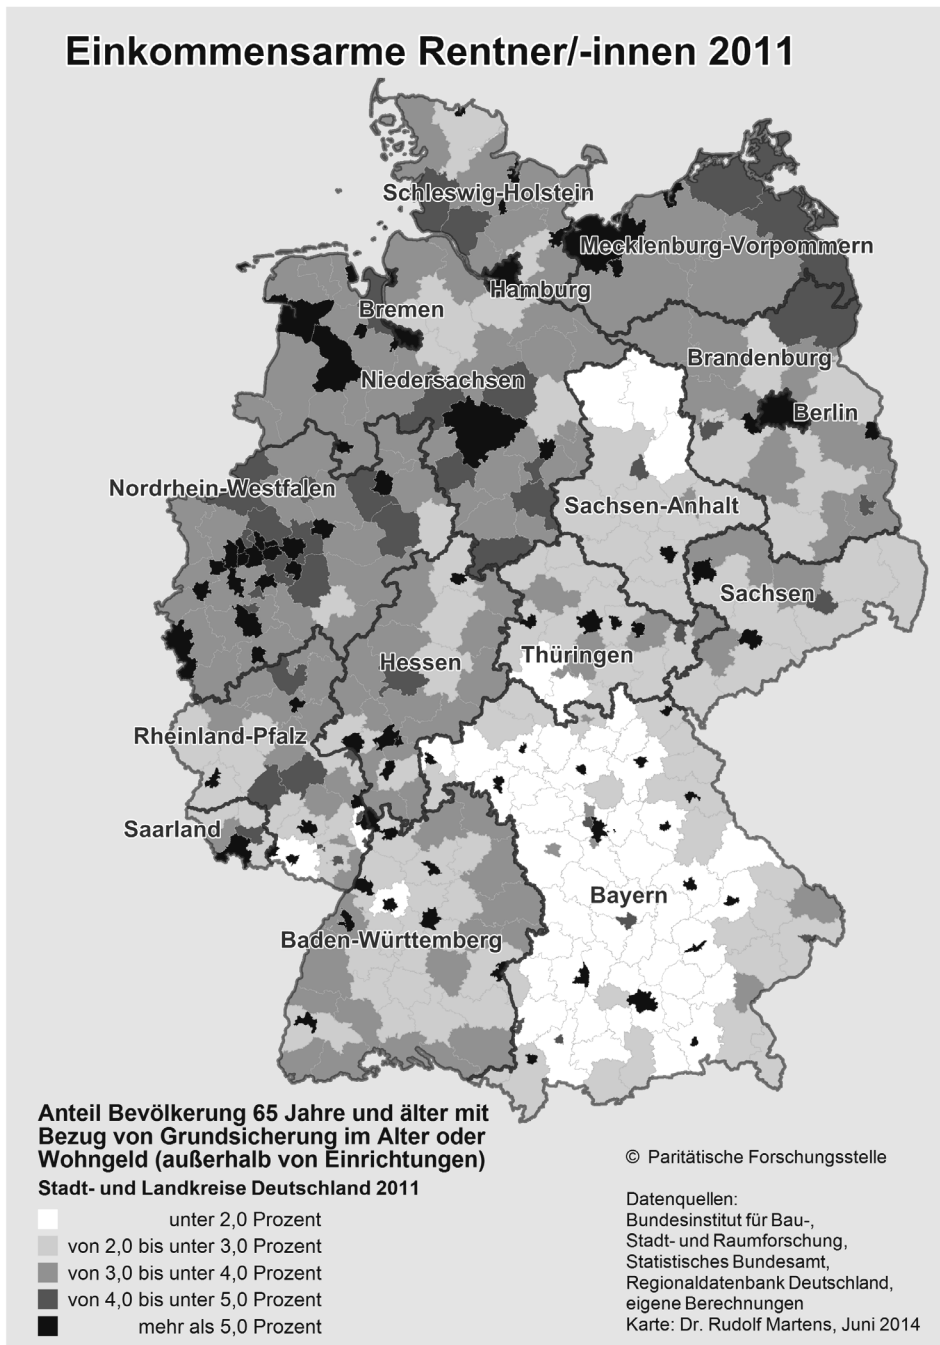 Einkommensarme Rentner/-innen 2011
Schleswig-Holstein
Mecklenburg-Vorpommern
Hamburg
Bremen
Brandenburg
Niedersachsen
Berlin
Nordrhein-Westfalen
Sachsen-Anhalt
Sachsen
Hessen
Thüringen
Rheinland-Pfalz
Saarland
Bayern
Baden-Württemberg
Anteil Bevölkerung 65 Jahre und älter mit
Bezug von Grundsicherung im Alter oder
Wohngeld (außerhalb von Einrichtungen)
Stadt- und Landkreise Deutschland 2011
unter 2,0 Prozent
von 2,0 bis unter 3,0 Prozent
von 3,0 bis unter 4,0 Prozent
von 4,0 bis unter 5,0 Prozent
mehr als 5,0 Prozent
© Paritätische Forschungsstelle
Datenquellen:
Bundesinstitut für Bau-,
Stadt- und Raumforschung,
Statistisches Bundesamt,
Regionaldatenbank Deutschland,
eigene Berechnungen
Karte: Dr. Rudolf Martens, Juni 2014